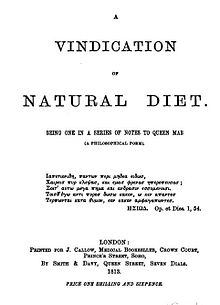 A
VINDICATION
OF
NATURAL DIET.
BEING ONE IN A SERIES OF NOTES TO QUEEN MAB
(A PHILOSOPHICAL POEM).
Ιαπετιονιδη, παντων περι μηδεα ειδως,
Χαιρεις πυρ κλεψας, και εμας φρενας ηπεροπευσας;
Σοι τ' αυτω μεγα πημα και ανδρασιν εσσομενοισι.
Τοις δ' εγω αντι πυρος δωσω κακον, ω κεν απαντες
Τερπωνται κατα θυμον, εον κακον αμφαγαπωντες.
ΗΣΙΟΔ. Op. et Dies. 1, 54.
LONDON:
PRINTED FOR J. CALLOW, MEDICAL BOOKSELLER, CROWN COURT,
PRINCE'S STREET, SOHO,
BY SMITH & DAVY, QUEEN STREET, SEVEN DIALS.
1813.
PRICE ONE SHILLING AND SIXPENCE.